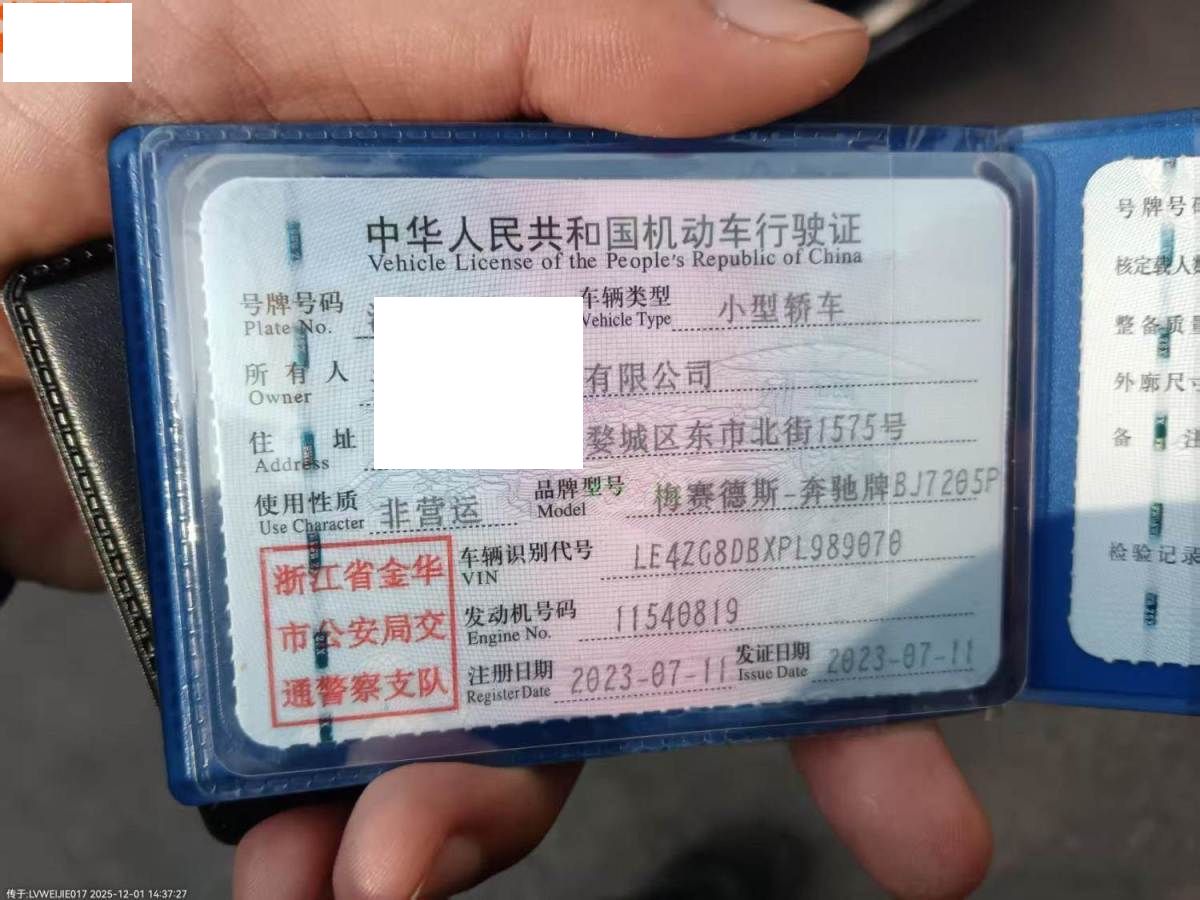 中华人民共和国机动车行驶证
Vehicle License of the People's Republic of China
号牌号码
Plate No.
车辆类型 小型轿车
Vehicle Type
所有人 有限公司
Owner
住址 婺城区东市北街1575号
Address
使用性质 非营运
Use Character
品牌型号 梅赛德斯-奔驰牌BJ7205P
Model
浙江省金华
市公安局交
通警察支队
车辆识别代号 LE4ZG8DBXPL989070
VIN
发动机号码 11540819
Engine No.
注册日期 2023-07-11
Register Date
发证日期 2023-07-11
Issue Date
号牌号码
核定载人数
整备质量
外廓尺寸
备注
检验记录
传于:LVWEIJIE017 2025-12-01 14:37:27